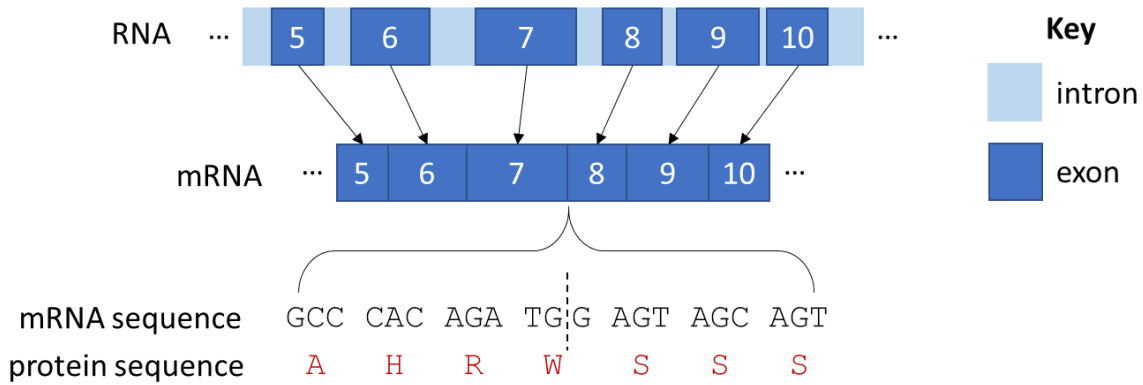 RNA ... 5 6 7 8 9 10 ...
Key
intron
exon
mRNA ... 5 6 7 8 9 10 ...
mRNA sequence GCC CAC AGA TG G AGT AGC AGT
protein sequence A H R W S S S